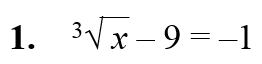 1. ³√x – 9 = –1